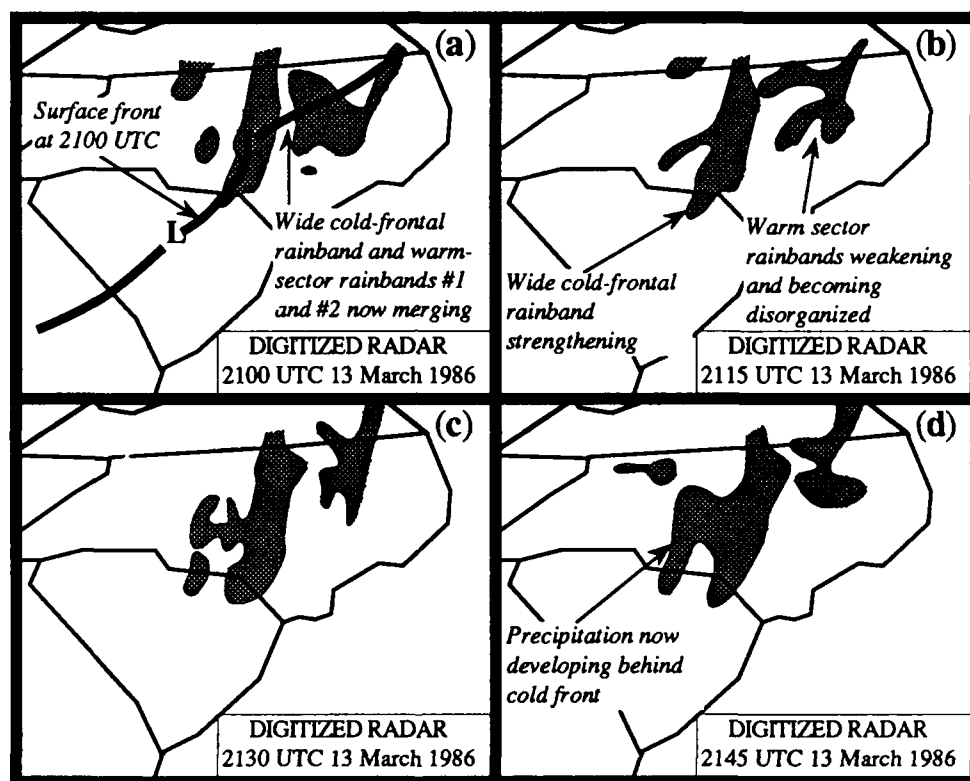 (a)
Surface front
at 2100 UTC
L
Wide cold-frontal
rainband and warm-
sector rainbands #1
and #2 now merging
DIGITIZED RADAR
2100 UTC 13 March 1986
(b)
Wide cold-frontal
rainband
strengthening
Warm sector
rainbands weakening
and becoming
disorganized
DIGITIZED RADAR
2115 UTC 13 March 1986
(c)
DIGITIZED RADAR
2130 UTC 13 March 1986
(d)
Precipitation now
developing behind
cold front
DIGITIZED RADAR
2145 UTC 13 March 1986